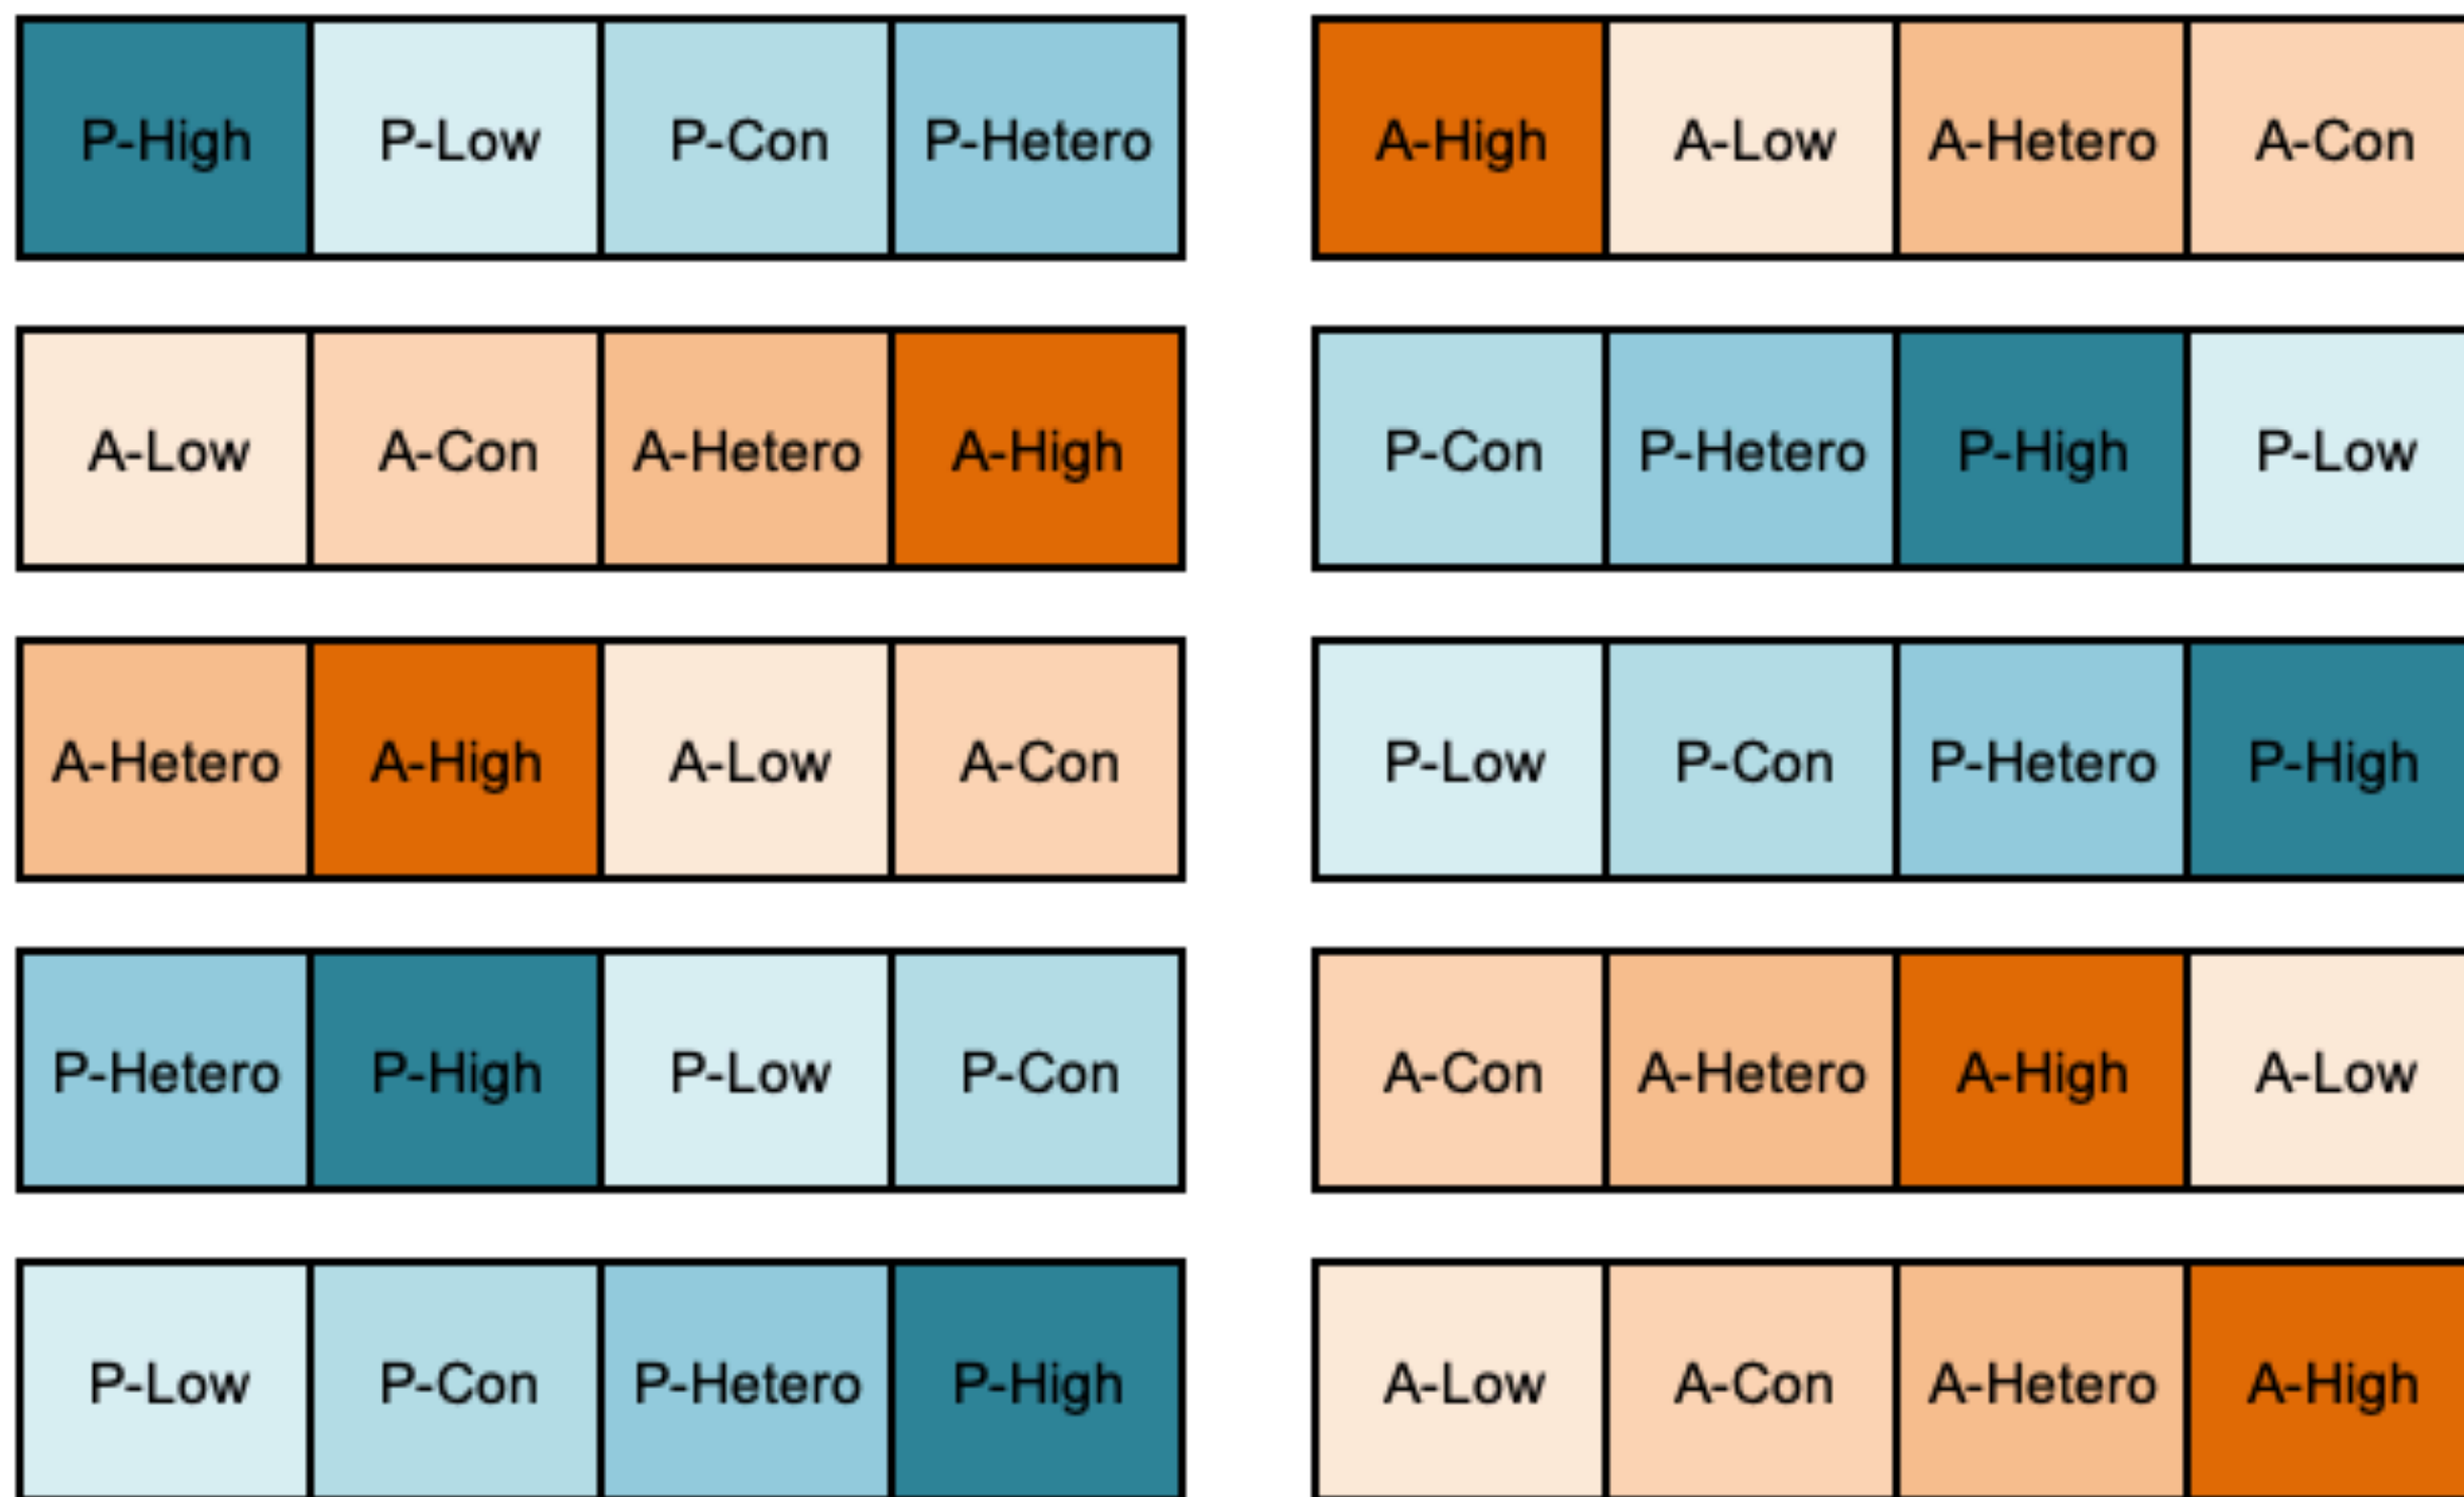 P-High P-Low P-Con P-Hetero A-High A-Low A-Hetero A-Con
A-Low A-Con A-Hetero A-High P-Con P-Hetero P-High P-Low
A-Hetero A-High A-Low A-Con P-Low P-Con P-Hetero P-High
P-Hetero P-High P-Low P-Con A-Con A-Hetero A-High A-Low
P-Low P-Con P-Hetero P-High A-Low A-Con A-Hetero A-High